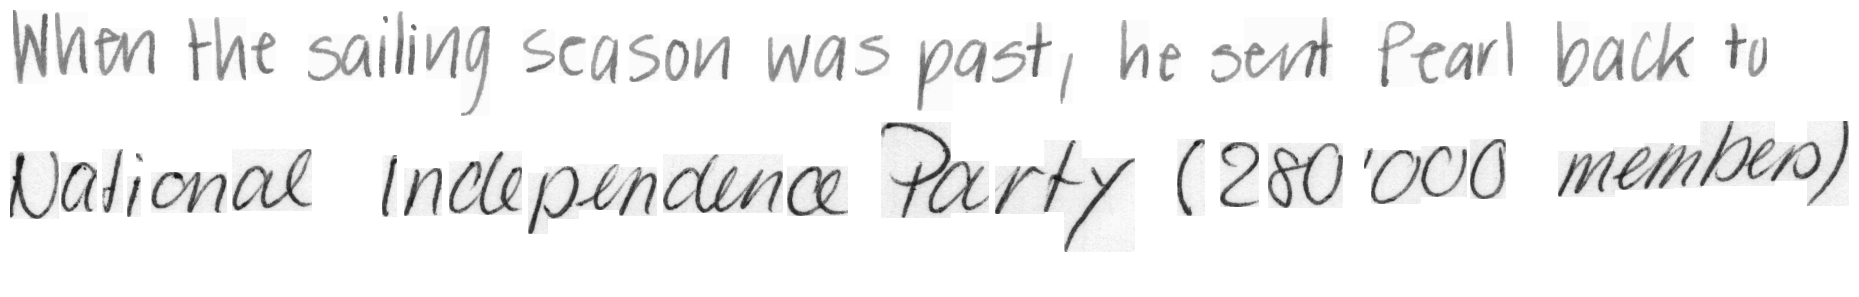 When the sailing season was past, he sent Pearl back to
National Independence Party (280'000 members)